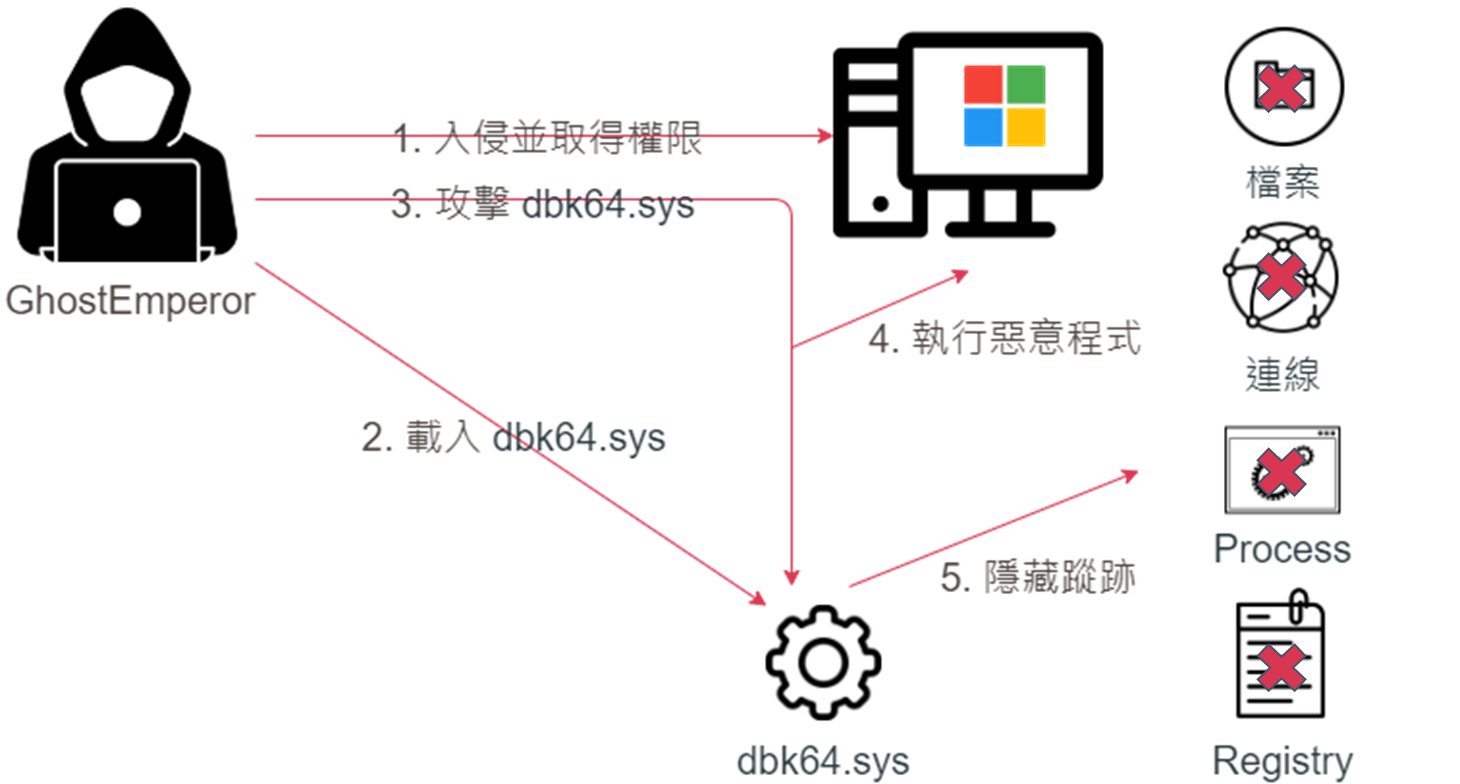 1. 入侵並取得權限
3. 攻擊 dbk64.sys
GhostEmperor
4. 執行惡意程式
2. 載入 dbk64.sys
5. 隱藏蹤跡
dbk64.sys
檔案
連線
Process
Registry